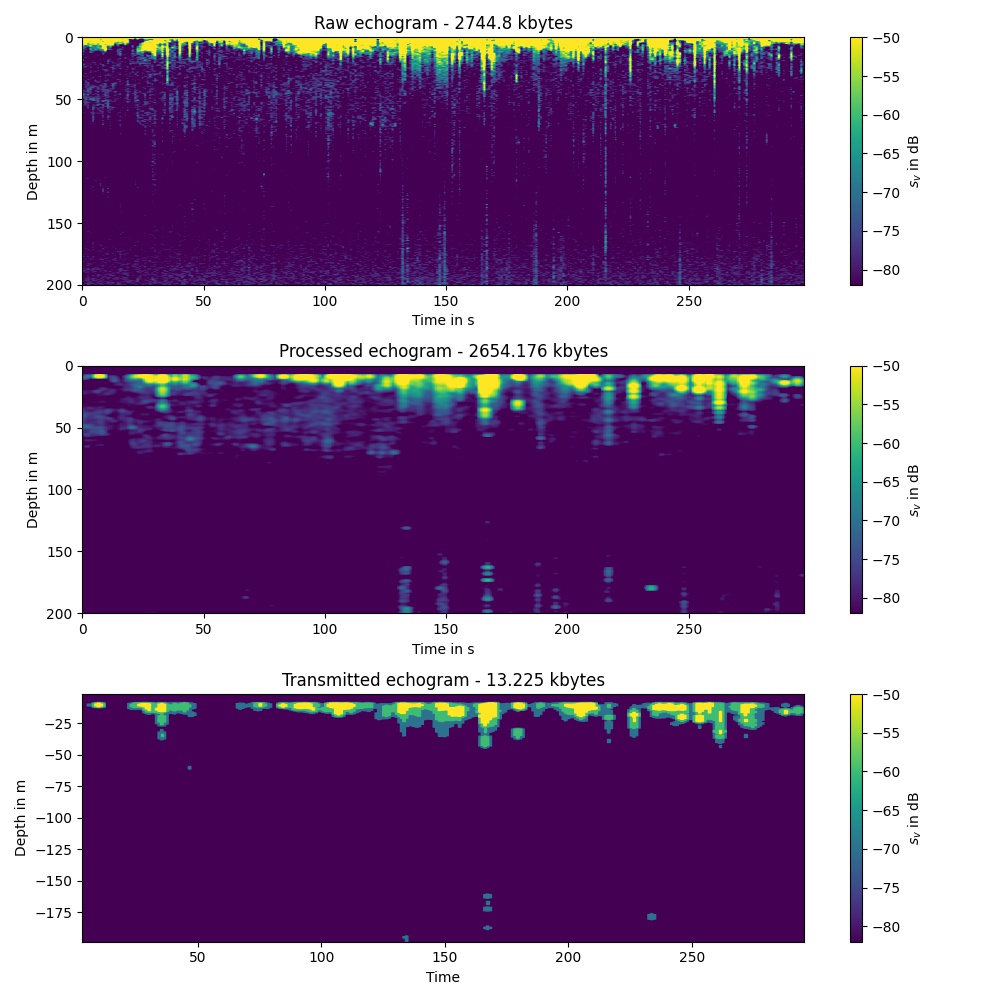 Raw echogram - 2744.8 kbytes
0
50
100
150
200
Depth in m
0 50 100 150 200 250
Time in s
−50
−55
−60
−65
−70
−75
−80
sv in dB
Processed echogram - 2654.176 kbytes
0
50
100
150
200
Depth in m
0 50 100 150 200 250
Time in s
−50
−55
−60
−65
−70
−75
−80
sv in dB
Transmitted echogram - 13.225 kbytes
−25
−50
−75
−100
−125
−150
−175
Depth in m
50 100 150 200 250
Time
−50
−55
−60
−65
−70
−75
−80
sv in dB